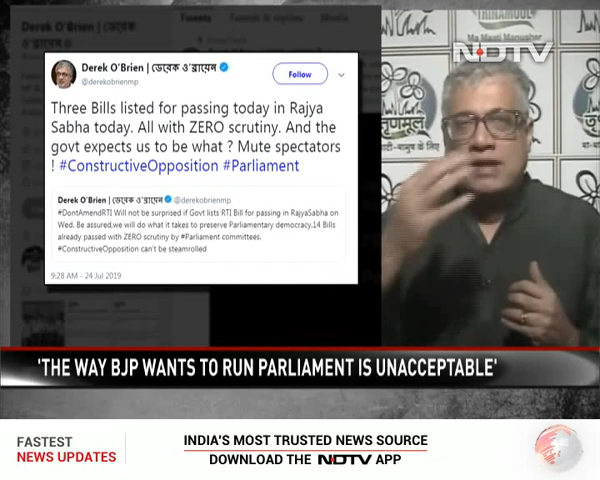 Derek O'Brien | ডেরেক ও'ব্রায়েন
@derekobrienmp
Follow
Three Bills listed for passing today in Rajya
Sabha today. All with ZERO scrutiny. And the
govt expects us to be what ? Mute spectators
! #ConstructiveOpposition #Parliament
Derek O'Brien | ডেরেক ও'ব্রায়েন @derekobrienmp
#DontAmendRTI Will not be surprised if Govt lists RTI Bill for passing in RajyaSabha on
Wed. Be assured,we will do what it takes to preserve Parliamentary democracy.14 Bills
already passed with ZERO scrutiny by #Parliament committees.
#ConstructiveOpposition can't be steamrolled
9:28 AM - 24 Jul 2019
TRINAMOOL
Ma Maati Manusher
NDTV
তৃণমূল
'THE WAY BJP WANTS TO RUN PARLIAMENT IS UNACCEPTABLE'
FASTEST
NEWS UPDATES
INDIA'S MOST TRUSTED NEWS SOURCE
DOWNLOAD THE NDTV APP